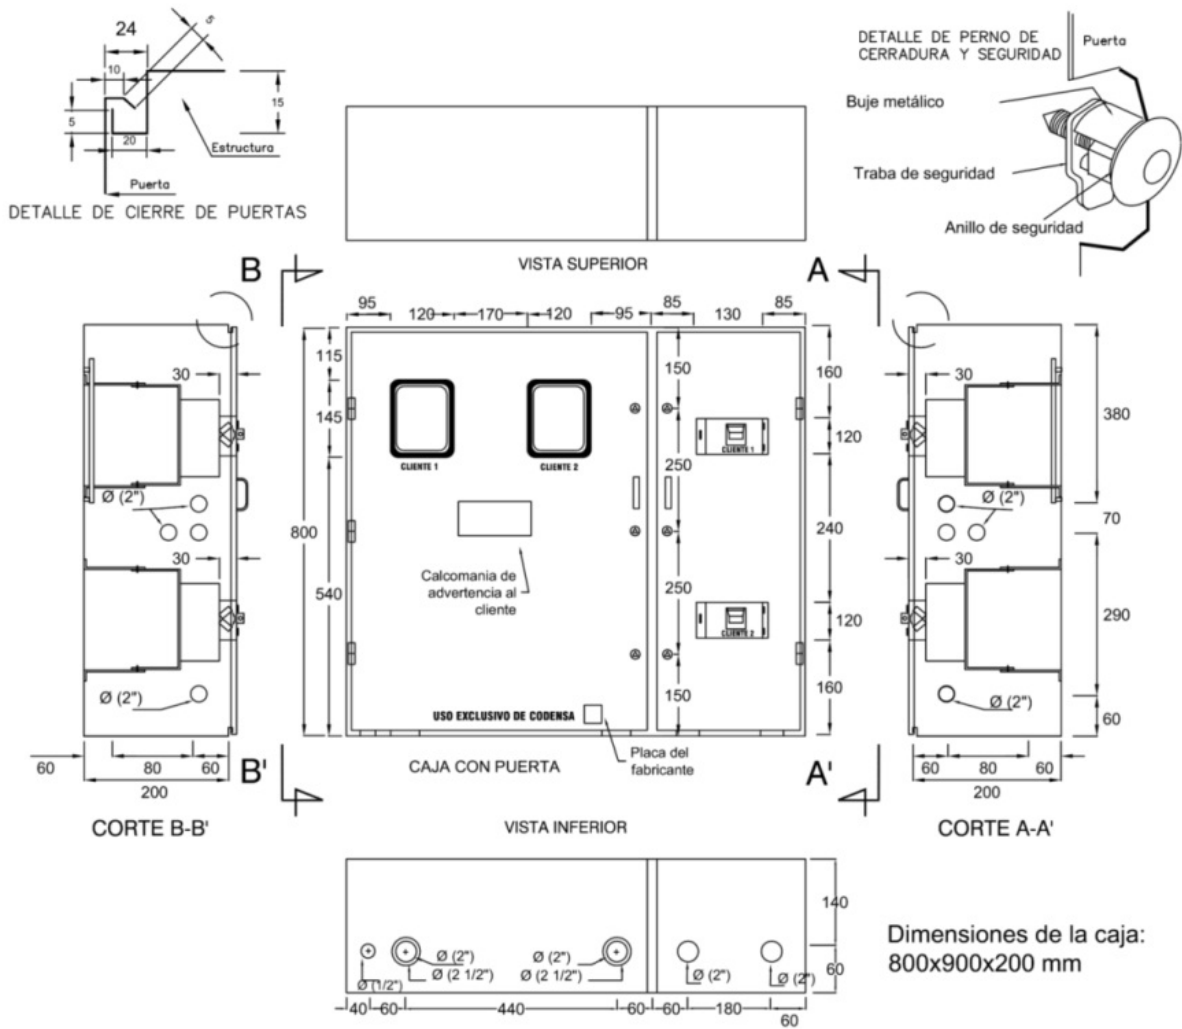 5
24
10
15
5
20
Estructura
Puerta
DETALLE DE CIERRE DE PUERTAS
DETALLE DE PERNO DE
CERRADURA Y SEGURIDAD
Puerta
Buje metálico
Traba de seguridad
Anillo de seguridad
VISTA SUPERIOR
B
A
95
120
170
120
95
85
130
85
115
145
800
540
150
250
250
150
160
120
240
120
160
CLIENTE 1
CLIENTE 2
CLIENTE 1
CLIENTE 2
Calcomania de
advertencia al
cliente
USO EXCLUSIVO DE CODENSA
Placa del
fabricante
CAJA CON PUERTA
30
Ø (2")
30
Ø (2")
60
80
60
200
B'
CORTE B-B'
30
Ø (2")
30
Ø (2")
380
70
290
60
60
80
60
200
A'
CORTE A-A'
VISTA INFERIOR
140
60
Ø (1/2")
Ø (2")
Ø (2 1/2")
Ø (2")
Ø (2 1/2")
Ø (2")
Ø (2")
40
60
440
60
60
180
60
Dimensiones de la caja:
800x900x200 mm